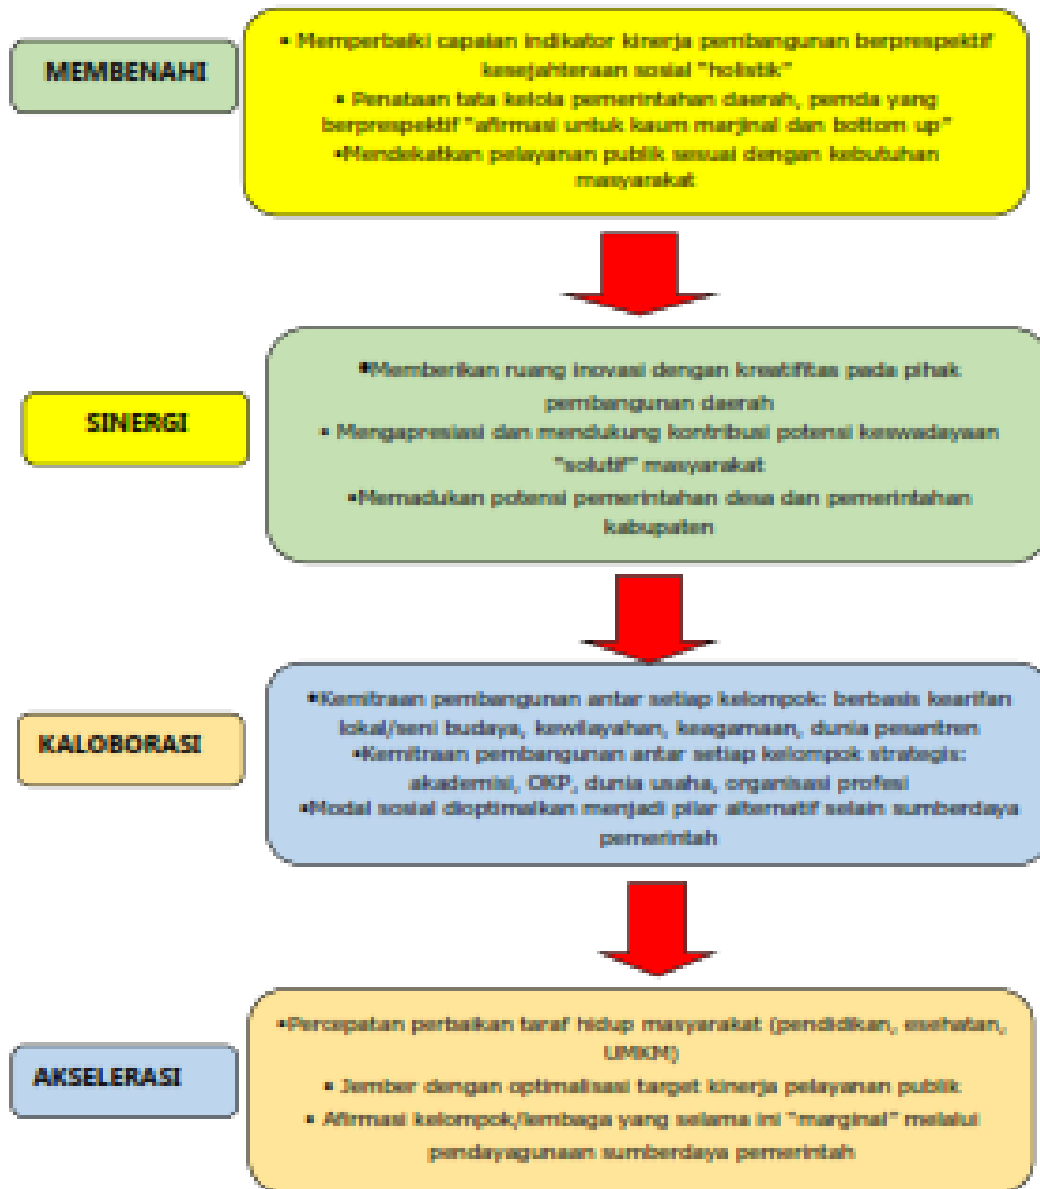 MEMBENAHI
• Memperbaiki capaian indikator kinerja pembangunan berprespektif
kesejahteraan sosial "holistik"
• Penataan tata kelola pemerintahan daerah, pemda yang
berprespektif "afirmasi untuk kaum marjinal dan bottom up"
•Mendekatkan pelayanan publik sesuai dengan kebutuhan
masyarakat
SINERGI
•Memberikan ruang inovasi dengan kreatifitas pada pihak
pembangunan daerah
• Mengapresiasi dan mendukung kontribusi potensi keswadayaan
"solutif" masyarakat
•Memadukan potensi pemerintahan desa dan pemerintahan
kabupaten
KALOBORASI
•Kemitraan pembangunan antar setiap kelompok: berbasis kearifan
lokal/seni budaya, kewilayahan, keagamaan, dunia pesantren
•Kemitraan pembangunan antar setiap kelompok strategis:
akademisi, OKP, dunia usaha, organisasi profesi
•Modal sosial dioptimalkan menjadi pilar alternatif selain sumberdaya
pemerintah
AKSELERASI
•Percepatan perbaikan taraf hidup masyarakat (pendidikan, esehatan,
UMKM)
• Jember dengan optimalisasi target kinerja pelayanan publik
• Afirmasi kelompok/lembaga yang selama ini "marginal" melalui
pendayagunaan sumberdaya pemerintah